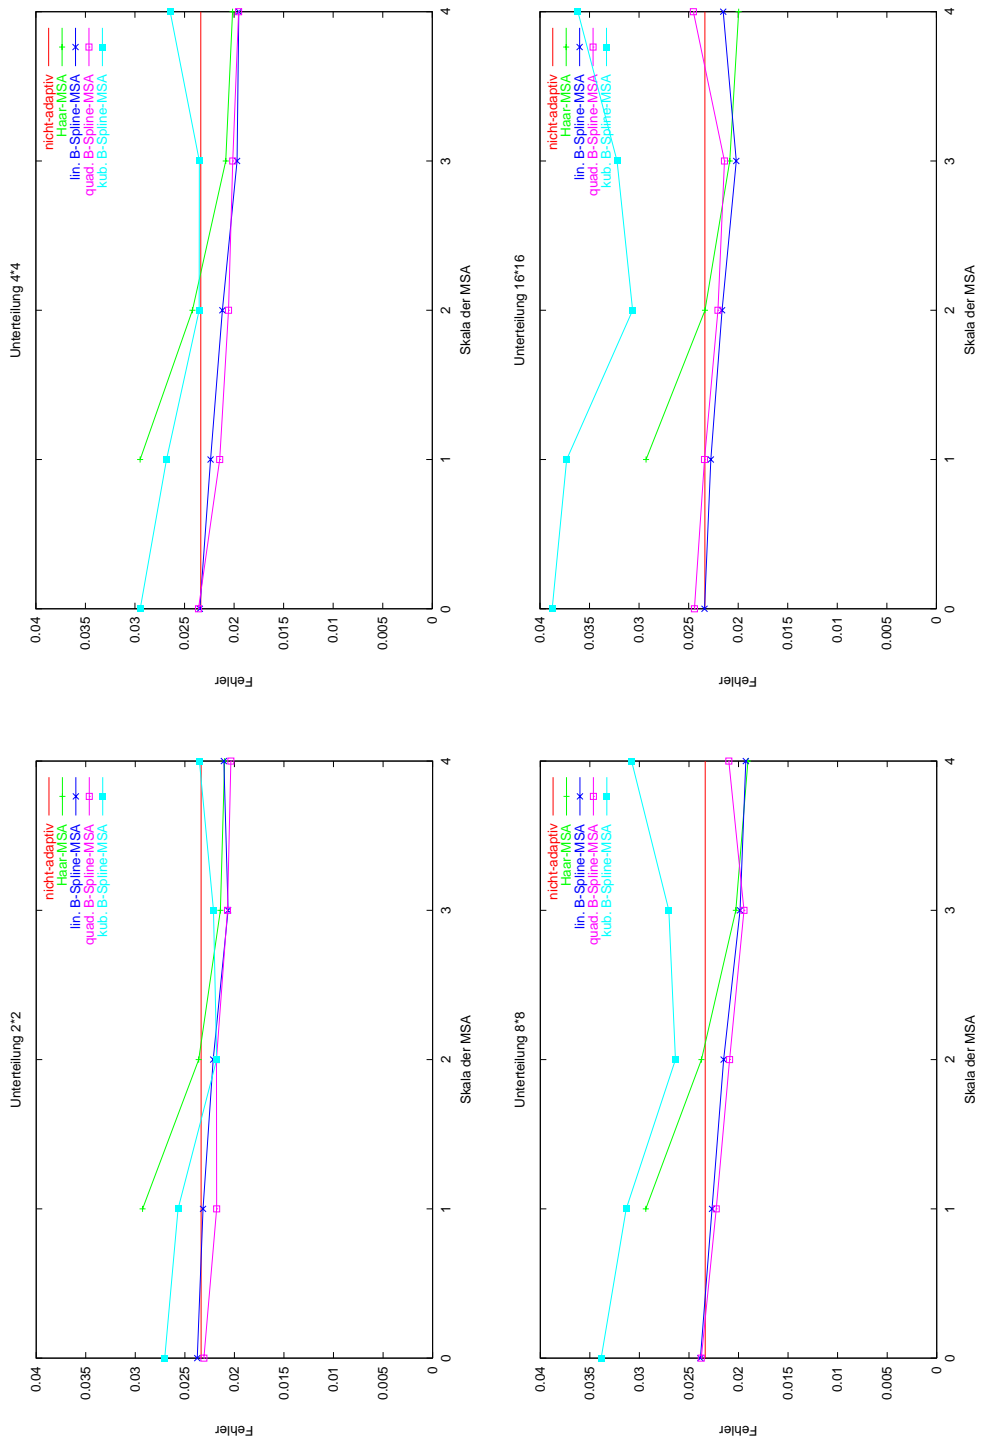 Unterteilung 2*2
nicht-adaptiv
Haar-MSA
lin. B-Spline-MSA
quad. B-Spline-MSA
kub. B-Spline-MSA
Fehler
0.04
0.035
0.03
0.025
0.02
0.015
0.01
0.005
0
0 1 2 3 4
Skala der MSA
Unterteilung 4*4
nicht-adaptiv
Haar-MSA
lin. B-Spline-MSA
quad. B-Spline-MSA
kub. B-Spline-MSA
Fehler
0.04
0.035
0.03
0.025
0.02
0.015
0.01
0.005
0
0 1 2 3 4
Skala der MSA
Unterteilung 8*8
nicht-adaptiv
Haar-MSA
lin. B-Spline-MSA
quad. B-Spline-MSA
kub. B-Spline-MSA
Fehler
0.04
0.035
0.03
0.025
0.02
0.015
0.01
0.005
0
0 1 2 3 4
Skala der MSA
Unterteilung 16*16
nicht-adaptiv
Haar-MSA
lin. B-Spline-MSA
quad. B-Spline-MSA
kub. B-Spline-MSA
Fehler
0.04
0.035
0.03
0.025
0.02
0.015
0.01
0.005
0
0 1 2 3 4
Skala der MSA